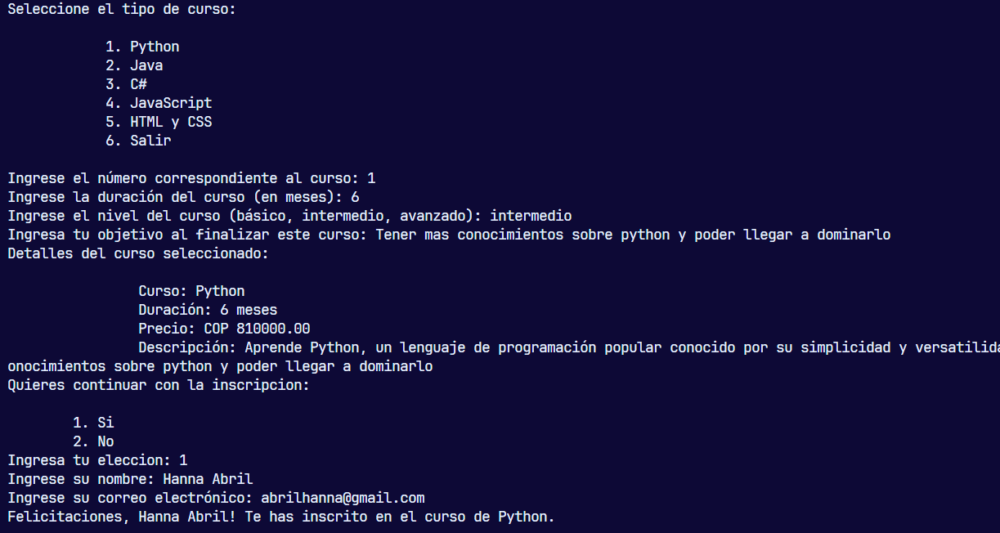 Seleccione el tipo de curso:
1. Python
2. Java
3. C#
4. JavaScript
5. HTML y CSS
6. Salir
Ingrese el número correspondiente al curso: 1
Ingrese la duración del curso (en meses): 6
Ingrese el nivel del curso (básico, intermedio, avanzado): intermedio
Ingresa tu objetivo al finalizar este curso: Tener mas conocimientos sobre python y poder llegar a dominarlo
Detalles del curso seleccionado:
Curso: Python
Duración: 6 meses
Precio: COP 810000.00
Descripción: Aprende Python, un lenguaje de programación popular conocido por su simplicidad y versatilida
onocimientos sobre python y poder llegar a dominarlo
Quieres continuar con la inscripcion:
1. Si
2. No
Ingresa tu eleccion: 1
Ingrese su nombre: Hanna Abril
Ingrese su correo electrónico: abrilhanna@gmail.com
Felicitaciones, Hanna Abril! Te has inscrito en el curso de Python.